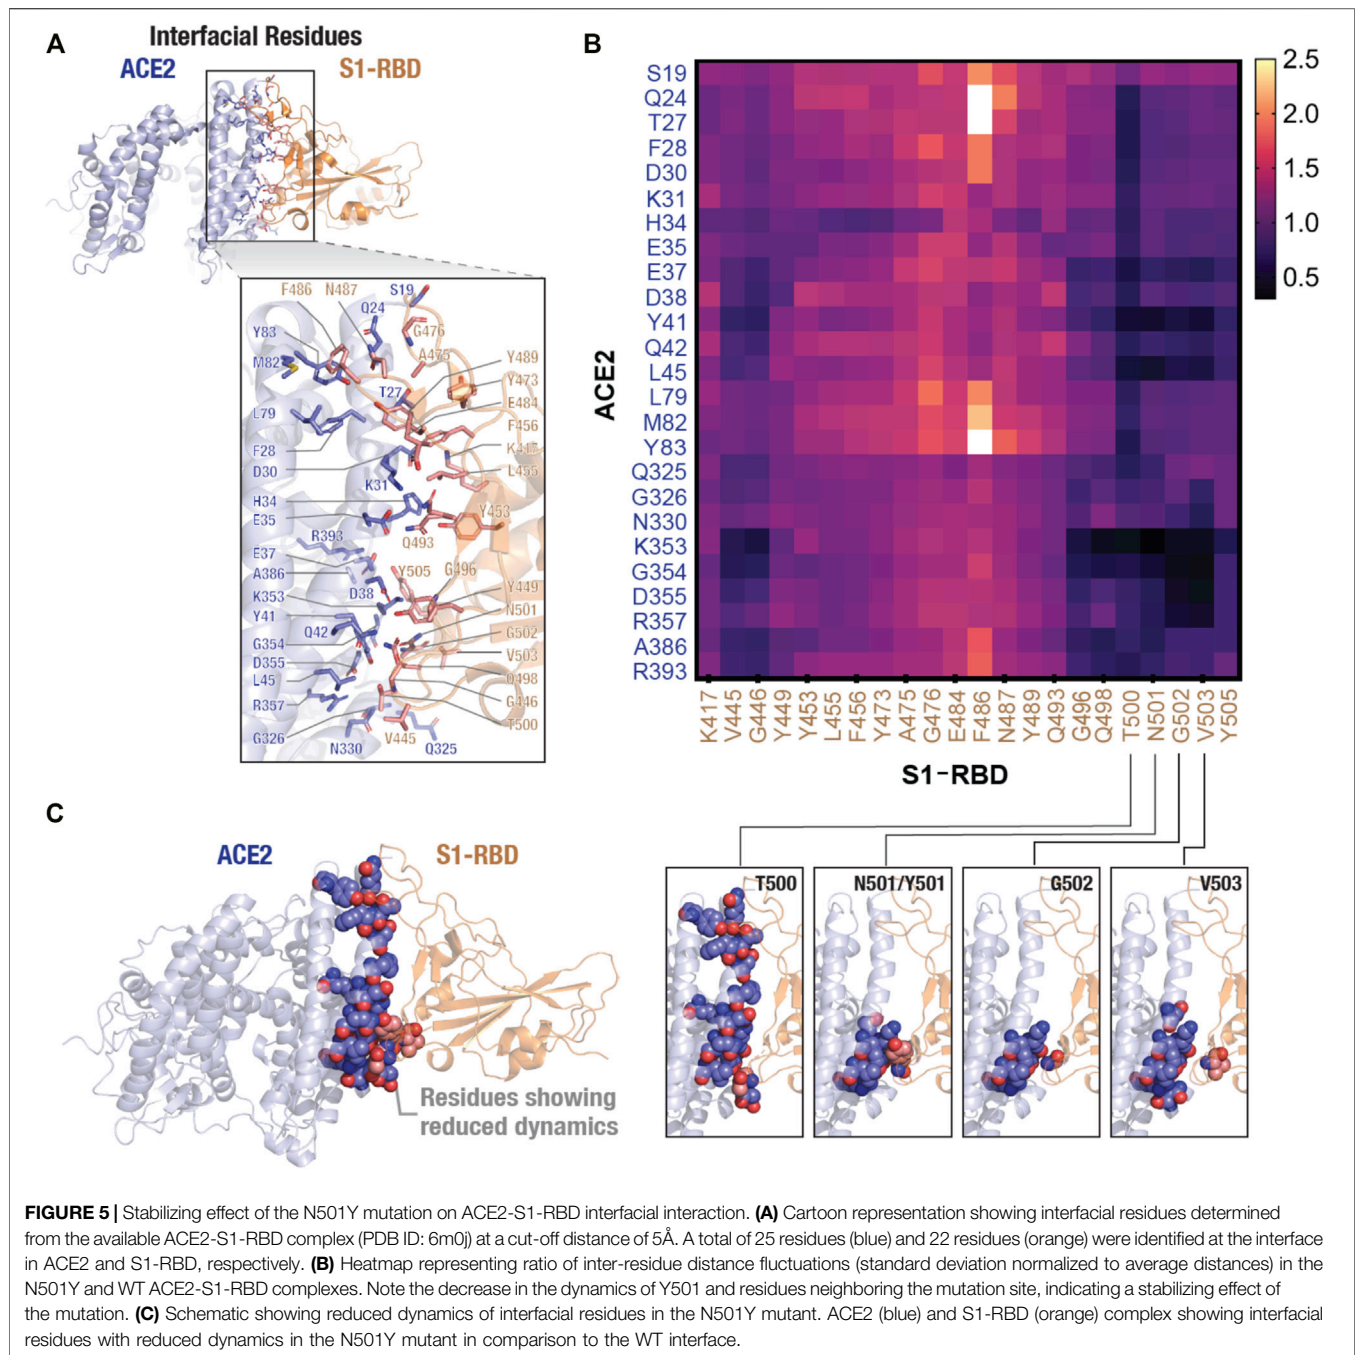 A
Interfacial Residues
ACE2
S1-RBD
F486
N487
S19
Q24
G476
Y83
A475
M82
Y489
Y473
T27
E484
L79
F456
F28
K417
D30
L455
K31
H34
E35
Y453
R393
Q493
E37
Y505
G496
A386
D38
K353
Y449
Y41
N501
Q42
G354
G502
D355
V503
L45
Q498
R357
G446
T500
G326
V445
N330
Q325
B
ACE2
S19
Q24
T27
F28
D30
K31
H34
E35
E37
D38
Y41
Q42
L45
L79
M82
Y83
Q325
G326
N330
K353
G354
D355
R357
A386
R393
K417
V445
G446
Y449
Y453
L455
F456
Y473
A475
G476
E484
F486
N487
Y489
Q493
G496
Q498
T500
N501
G502
V503
Y505
S1-RBD
2.5
2.0
1.5
1.0
0.5
C
ACE2
S1-RBD
Residues showing
reduced dynamics
T500
N501/Y501
G502
V503
FIGURE 5 | Stabilizing effect of the N501Y mutation on ACE2-S1-RBD interfacial interaction. (A) Cartoon representation showing interfacial residues determined
from the available ACE2-S1-RBD complex (PDB ID: 6m0j) at a cut-off distance of 5Å. A total of 25 residues (blue) and 22 residues (orange) were identified at the interface
in ACE2 and S1-RBD, respectively. (B) Heatmap representing ratio of inter-residue distance fluctuations (standard deviation normalized to average distances) in the
N501Y and WT ACE2-S1-RBD complexes. Note the decrease in the dynamics of Y501 and residues neighboring the mutation site, indicating a stabilizing effect of
the mutation. (C) Schematic showing reduced dynamics of interfacial residues in the N501Y mutant. ACE2 (blue) and S1-RBD (orange) complex showing interfacial
residues with reduced dynamics in the N501Y mutant in comparison to the WT interface.